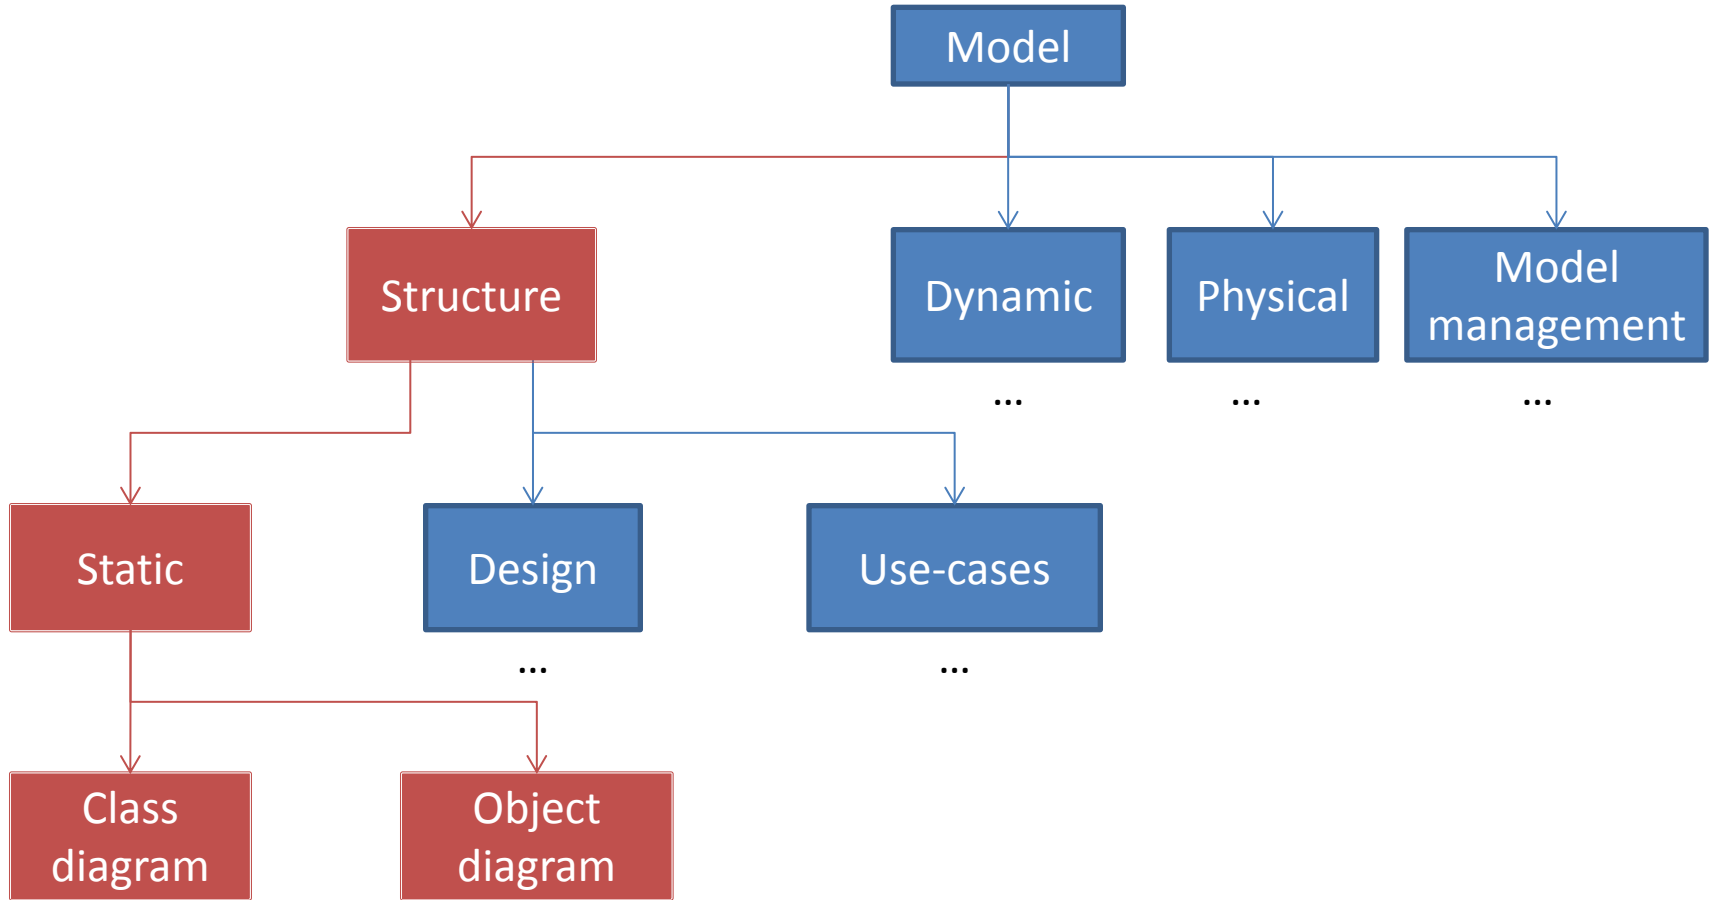 Model
Structure
Dynamic
Physical
Model
management
...
...
...
Static
Design
Use-cases
...
...
Class
diagram
Object
diagram